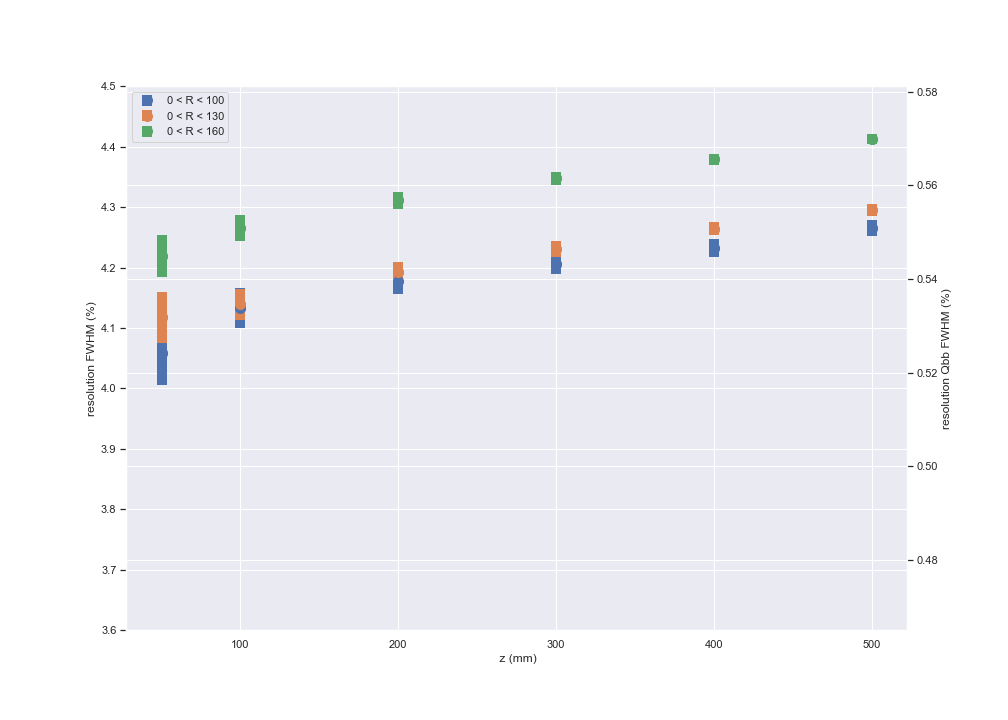 0 < R < 100
0 < R < 130
0 < R < 160
4.5
4.4
4.3
4.2
4.1
4.0
3.9
3.8
3.7
3.6
resolution FWHM (%)
0.58
0.56
0.54
0.52
0.50
0.48
resolution Qbb FWHM (%)
100 200 300 400 500
z (mm)